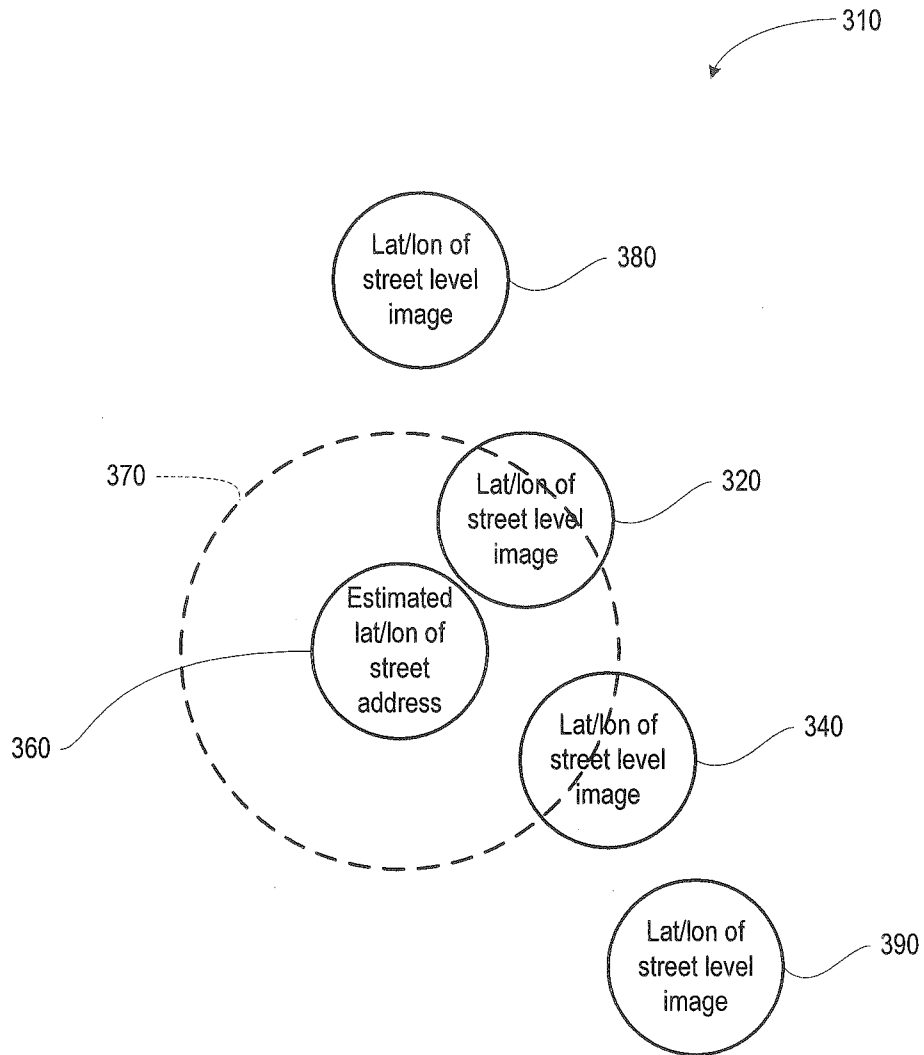 310
Lat/lon of
street level
image
380
370
Lat/lon of
street level
image
320
Estimated
lat/lon of
street
address
360
Lat/lon of
street level
image
340
Lat/lon of
street level
image
390